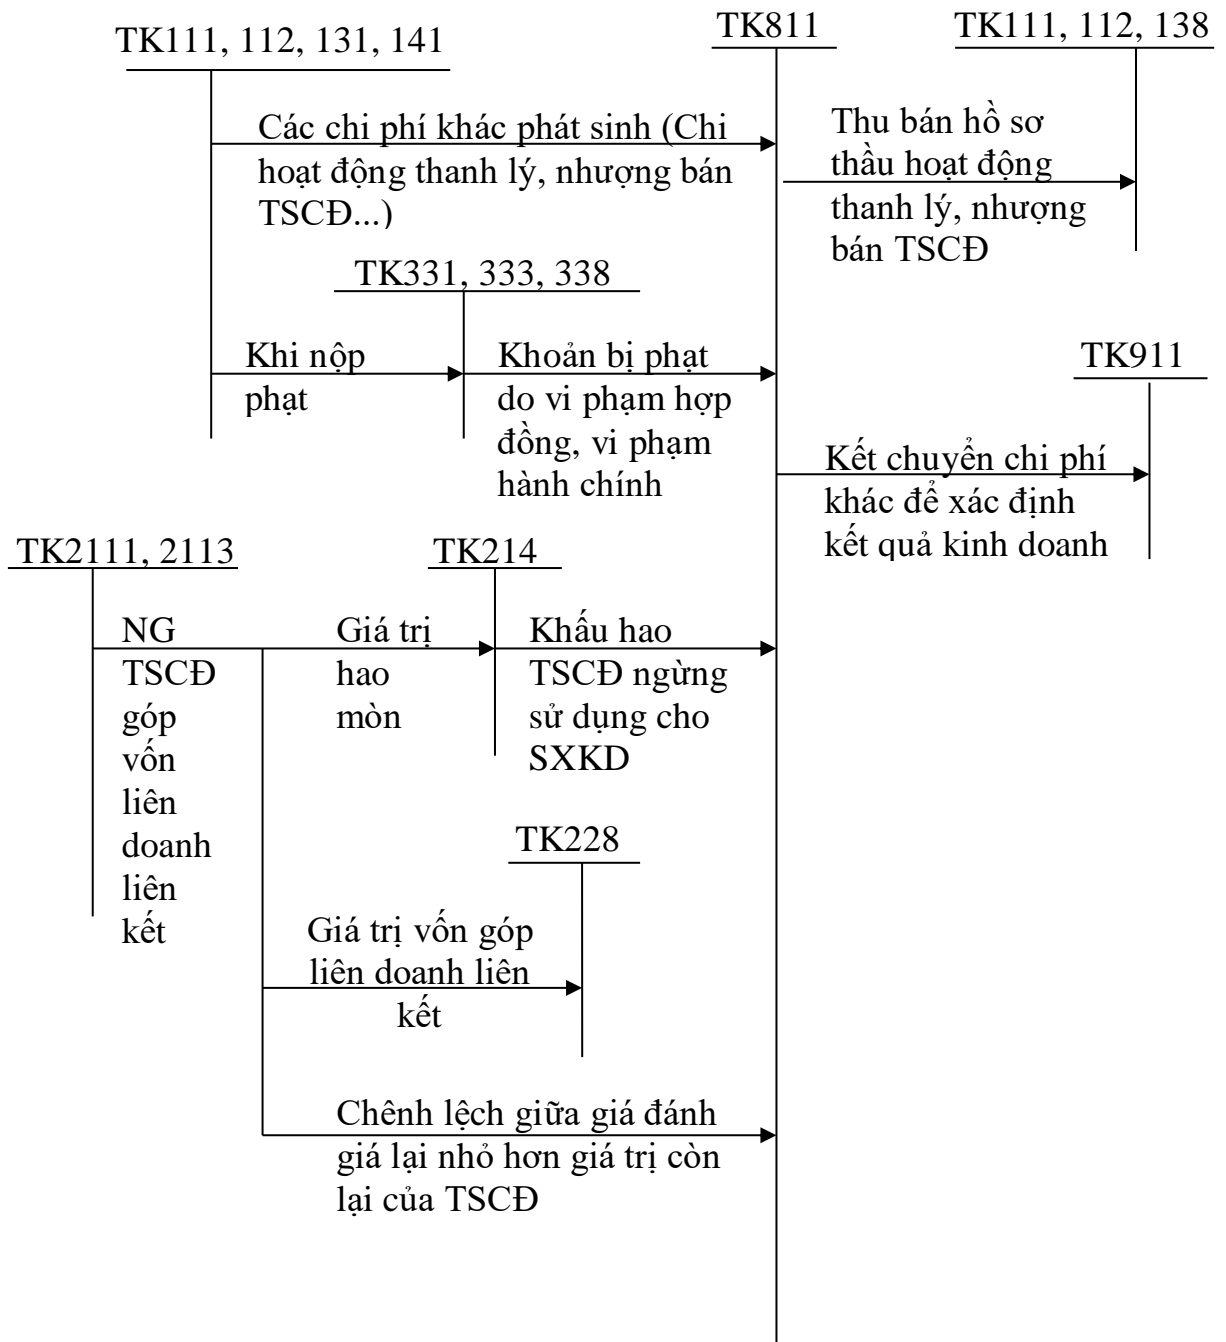 TK111, 112, 131, 141
TK811
TK111, 112, 138
Các chi phí khác phát sinh (Chi
hoạt động thanh lý, nhượng bán
TSCĐ...)
Thu bán hồ sơ
thầu hoạt động
thanh lý, nhượng
bán TSCĐ
TK331, 333, 338
Khi nộp
phạt
Khoản bị phạt
do vi phạm hợp
đồng, vi phạm
hành chính
TK911
Kết chuyển chi phí
khác để xác định
kết quả kinh doanh
TK2111, 2113
TK214
NG
TSCĐ
góp
vốn
liên
doanh
liên
kết
Giá trị
hao
mòn
Khấu hao
TSCĐ ngừng
sử dụng cho
SXKD
TK228
Giá trị vốn góp
liên doanh liên
kết
Chênh lệch giữa giá đánh
giá lại nhỏ hơn giá trị còn
lại của TSCĐ